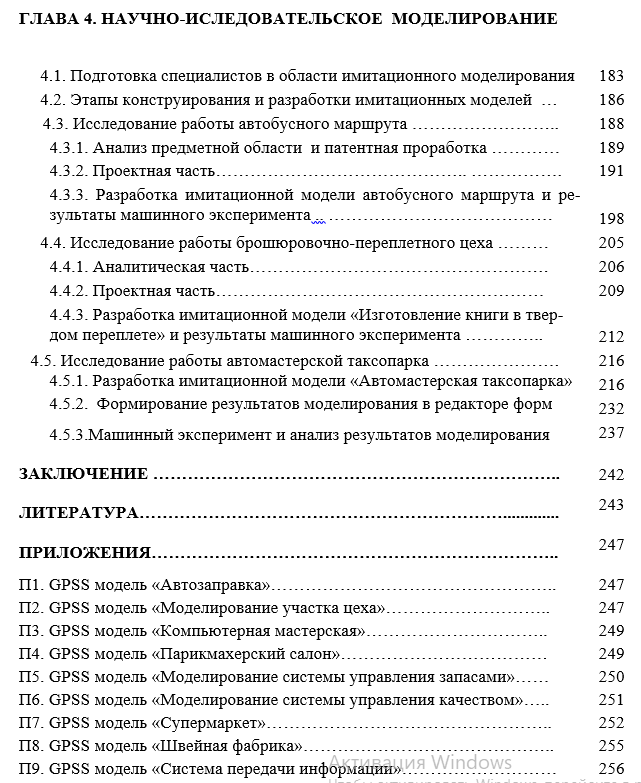 ГЛАВА 4. НАУЧНО-ИСЛЕДОВАТЕЛЬСКОЕ МОДЕЛИРОВАНИЕ
4.1. Подготовка специалистов в области имитационного моделирования 183
4.2. Этапы конструирования и разработки имитационных моделей … 186
4.3. Исследование работы автобусного маршрута …………………….. 188
4.3.1. Анализ предметной области и патентная проработка ………… 189
4.3.2. Проектная часть…………………………………….. …………… 191
4.3.3. Разработка имитационной модели автобусного маршрута и ре-
зультаты машинного эксперимента .. ………………………………… 198
4.4. Исследование работы брошюровочно-переплетного цеха ……… 205
4.4.1. Аналитическая часть……………………………………………. 206
4.4.2. Проектная часть………………………………………………… 209
4.4.3. Разработка имитационной модели «Изготовление книги в твер-
дом переплете» и результаты машинного эксперимента ………….. 212
4.5. Исследование работы автомастерской таксопарка ………………… 216
4.5.1. Разработка имитационной модели «Автомастерская таксопарка» 216
4.5.2. Формирование результатов моделирования в редакторе форм 232
4.5.3.Машинный эксперимент и анализ результатов моделирования 237
ЗАКЛЮЧЕНИЕ …………………………………………………………….. 242
ЛИТЕРАТУРА………………………………………………………............. 243
ПРИЛОЖЕНИЯ…………………………………………………………….. 247
П1. GPSS модель «Автозаправка»………………………………………….. 247
П2. GPSS модель «Моделирование участка цеха»……………………….. 247
П3. GPSS модель «Компьютерная мастерская»………………………….. 249
П4. GPSS модель «Парикмахерский салон»……………………………… 249
П5. GPSS модель «Моделирование системы управления запасами»…… 250
П6. GPSS модель «Моделирование системы управления качеством»….. 251
П7. GPSS модель «Супермаркет»………………………………………….. 252
П8. GPSS модель «Швейная фабрика»…………………………………….. 255
Активация Windows
П9. GPSS модель «Система передачи информации»……………………… 256